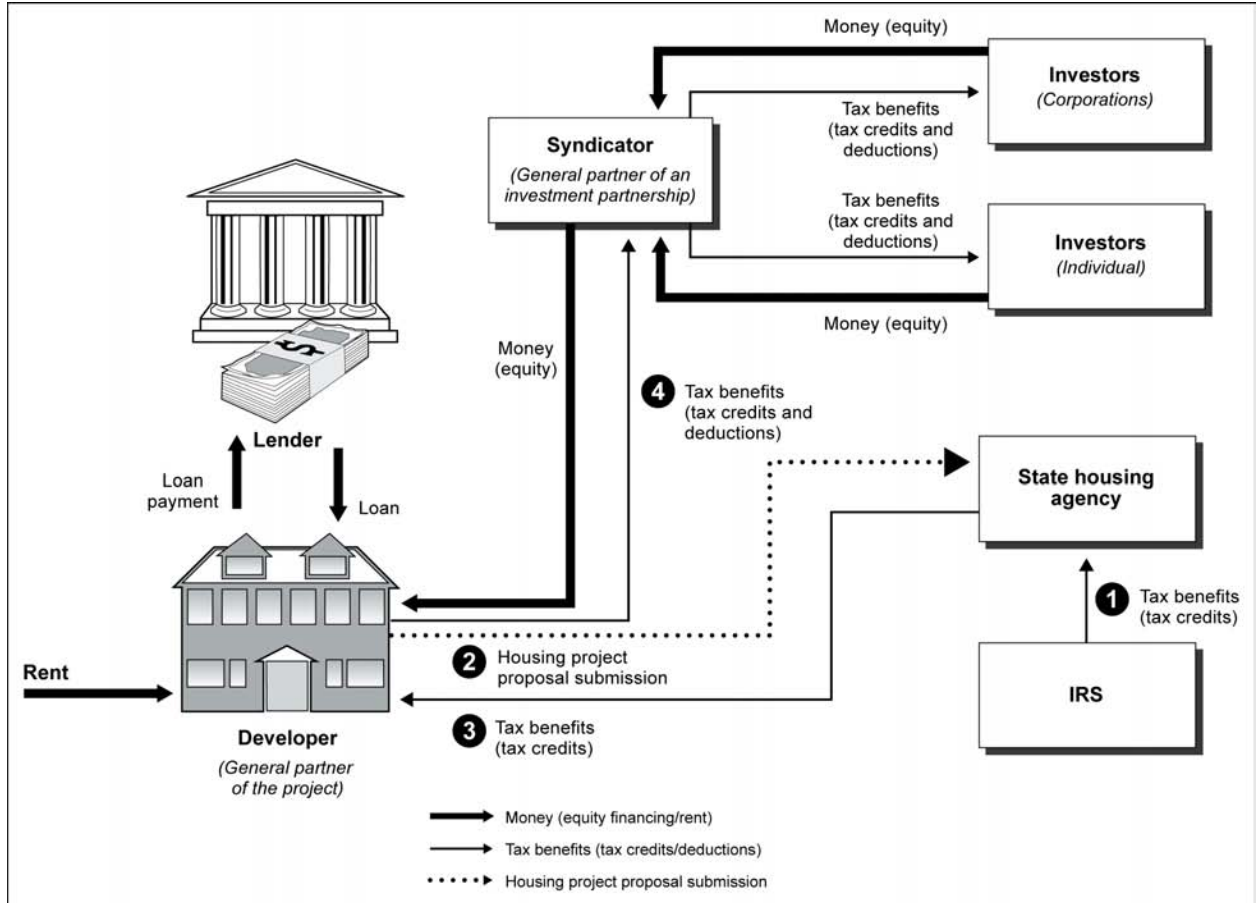 Money (equity)
Investors
(Corporations)
Tax benefits
(tax credits and
deductions)
Syndicator
(General partner of an
investment partnership)
Tax benefits
(tax credits and
deductions)
Investors
(Individual)
Money (equity)
Money
(equity)
4 Tax benefits
(tax credits and
deductions)
$
Lender
Loan
payment
Loan
State housing
agency
1 Tax benefits
(tax credits)
2 Housing project
proposal submission
IRS
Rent
3 Tax benefits
(tax credits)
Developer
(General partner
of the project)
Money (equity financing/rent)
Tax benefits (tax credits/deductions)
Housing project proposal submission